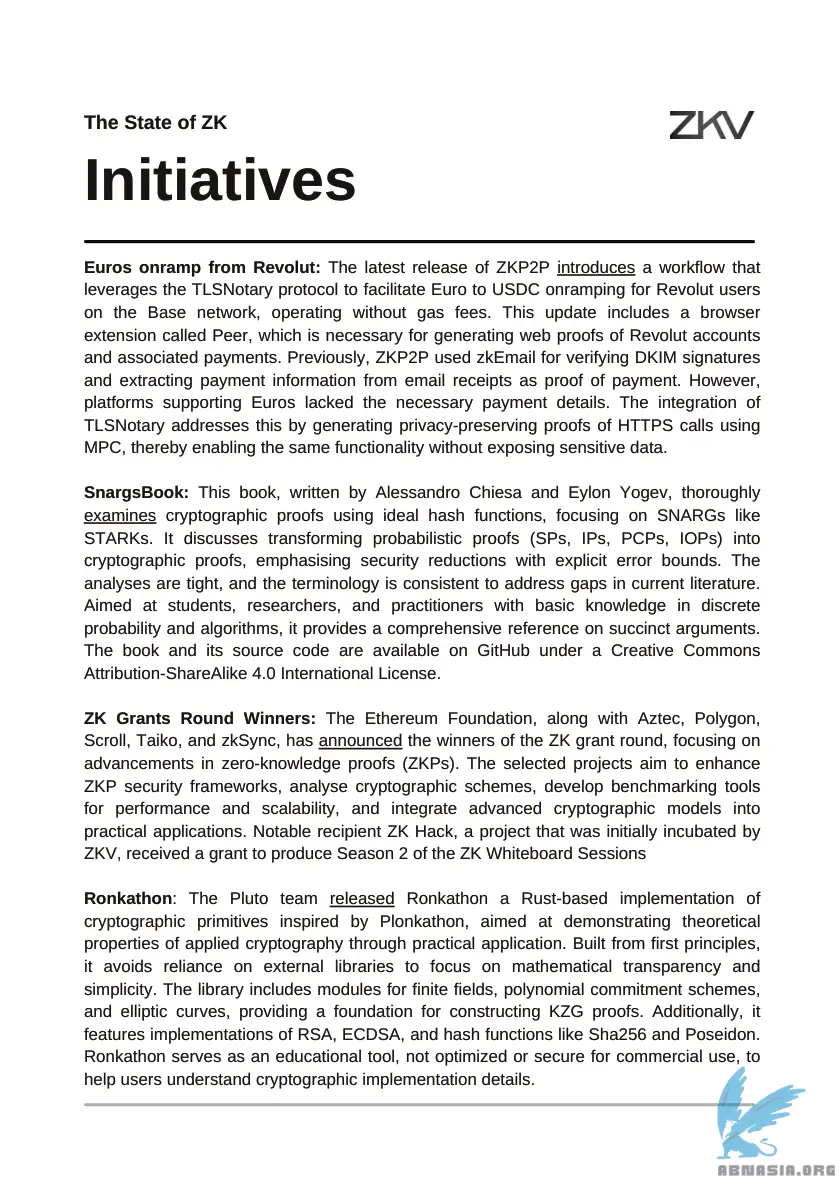 The State of ZK
ZKV
Initiatives
Euros onramp from Revolut: The latest release of ZKP2P introduces a workflow that
leverages the TLSNotary protocol to facilitate Euro to USDC onramping for Revolut users
on the Base network, operating without gas fees. This update includes a browser
extension called Peer, which is necessary for generating web proofs of Revolut accounts
and associated payments. Previously, ZKP2P used zkEmail for verifying DKIM signatures
and extracting payment information from email receipts as proof of payment. However,
platforms supporting Euros lacked the necessary payment details. The integration of
TLSNotary addresses this by generating privacy-preserving proofs of HTTPS calls using
MPC, thereby enabling the same functionality without exposing sensitive data.
SnargsBook: This book, written by Alessandro Chiesa and Eylon Yogev, thoroughly
examines cryptographic proofs using ideal hash functions, focusing on SNARGs like
STARKs. It discusses transforming probabilistic proofs (SPs, IPs, PCPs, IOPs) into
cryptographic proofs, emphasising security reductions with explicit error bounds. The
analyses are tight, and the terminology is consistent to address gaps in current literature.
Aimed at students, researchers, and practitioners with basic knowledge in discrete
probability and algorithms, it provides a comprehensive reference on succinct arguments.
The book and its source code are available on GitHub under a Creative Commons
Attribution-ShareAlike 4.0 International License.
ZK Grants Round Winners: The Ethereum Foundation, along with Aztec, Polygon,
Scroll, Taiko, and zkSync, has announced the winners of the ZK grant round, focusing on
advancements in zero-knowledge proofs (ZKPs). The selected projects aim to enhance
ZKP security frameworks, analyse cryptographic schemes, develop benchmarking tools
for performance and scalability, and integrate advanced cryptographic models into
practical applications. Notable recipient ZK Hack, a project that was initially incubated by
ZKV, received a grant to produce Season 2 of the ZK Whiteboard Sessions
Ronkathon: The Pluto team released Ronkathon a Rust-based implementation of
cryptographic primitives inspired by Plonkathon, aimed at demonstrating theoretical
properties of applied cryptography through practical application. Built from first principles,
it avoids reliance on external libraries to focus on mathematical transparency and
simplicity. The library includes modules for finite fields, polynomial commitment schemes,
and elliptic curves, providing a foundation for constructing KZG proofs. Additionally, it
features implementations of RSA, ECDSA, and hash functions like Sha256 and Poseidon.
Ronkathon serves as an educational tool, not optimized or secure for commercial use, to
help users understand cryptographic implementation details.
ABNASIA.ORG